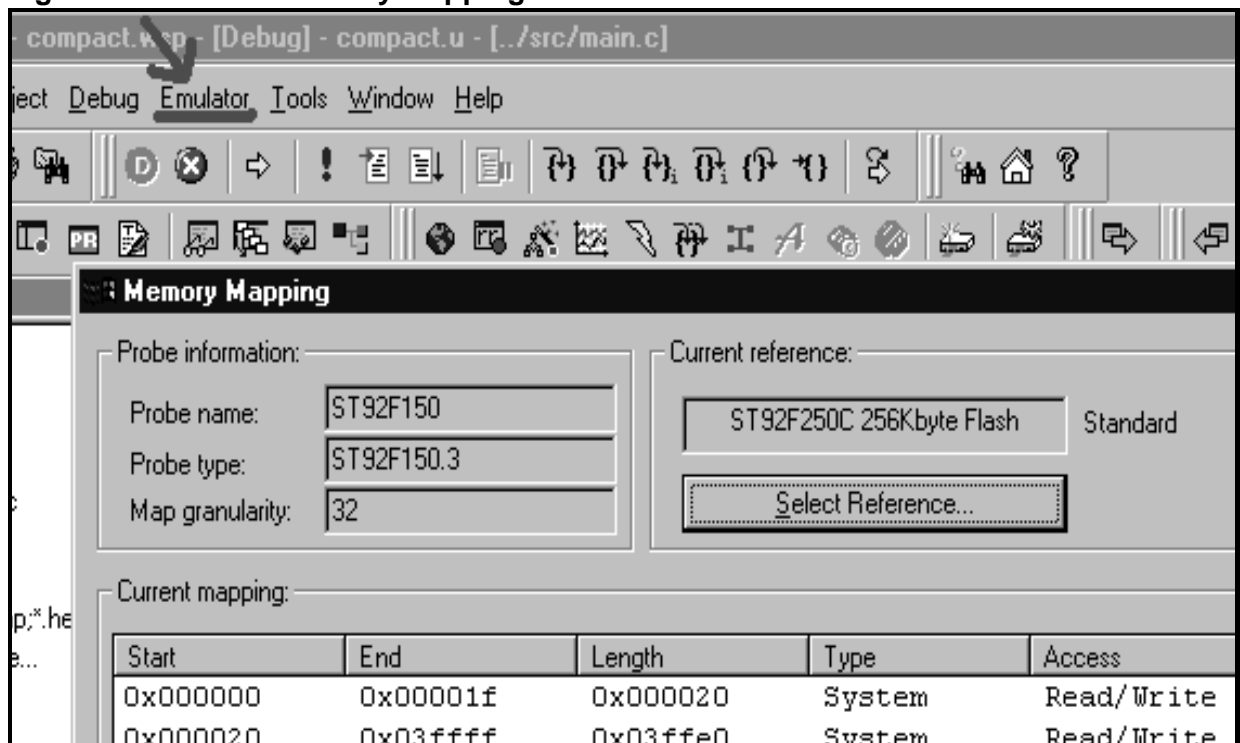 compact.wsp - [Debug] - compact.u - [../src/main.c]
ject Debug Emulator Tools Window Help
D
PR
Memory Mapping
Probe information:
Current reference:
Probe name: ST92F150
ST92F250C 256Kbyte Flash Standard
Probe type: ST92F150.3
Map granularity: 32
Select Reference...
Current mapping:
p;*.he
e...
Start End Length Type Access
0x000000 0x00001f 0x000020 System Read/Write
0x000020 0x03ffff 0x03ffe0 System Read/Write